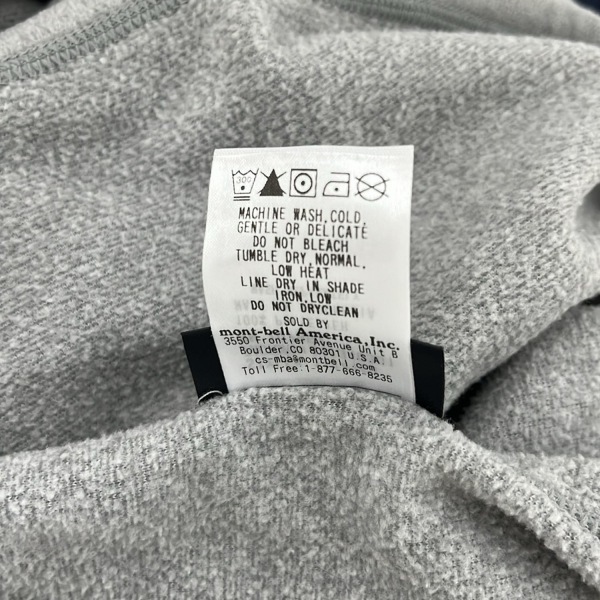 30C
MACHINE WASH,COLD,
GENTLE OR DELICATE
DO NOT BLEACH
TUMBLE DRY,NORMAL,
LOW HEAT
LINE DRY IN SHADE
IRON,LOW
DO NOT DRYCLEAN
SOLD BY
mont-bell America,Inc.
3550 Frontier Avenue Unit B
Boulder,CO 80301 U.S.A
cs-mba@montbell.com
Toll Free:1-877-666-8235